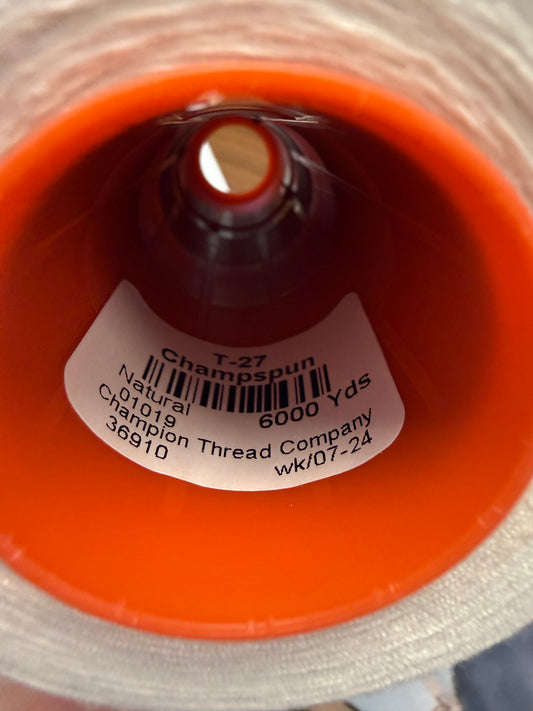 T-27
Champspun
Natural
01019 6000 Yds
Champion Thread Company
36910 wk/07-24